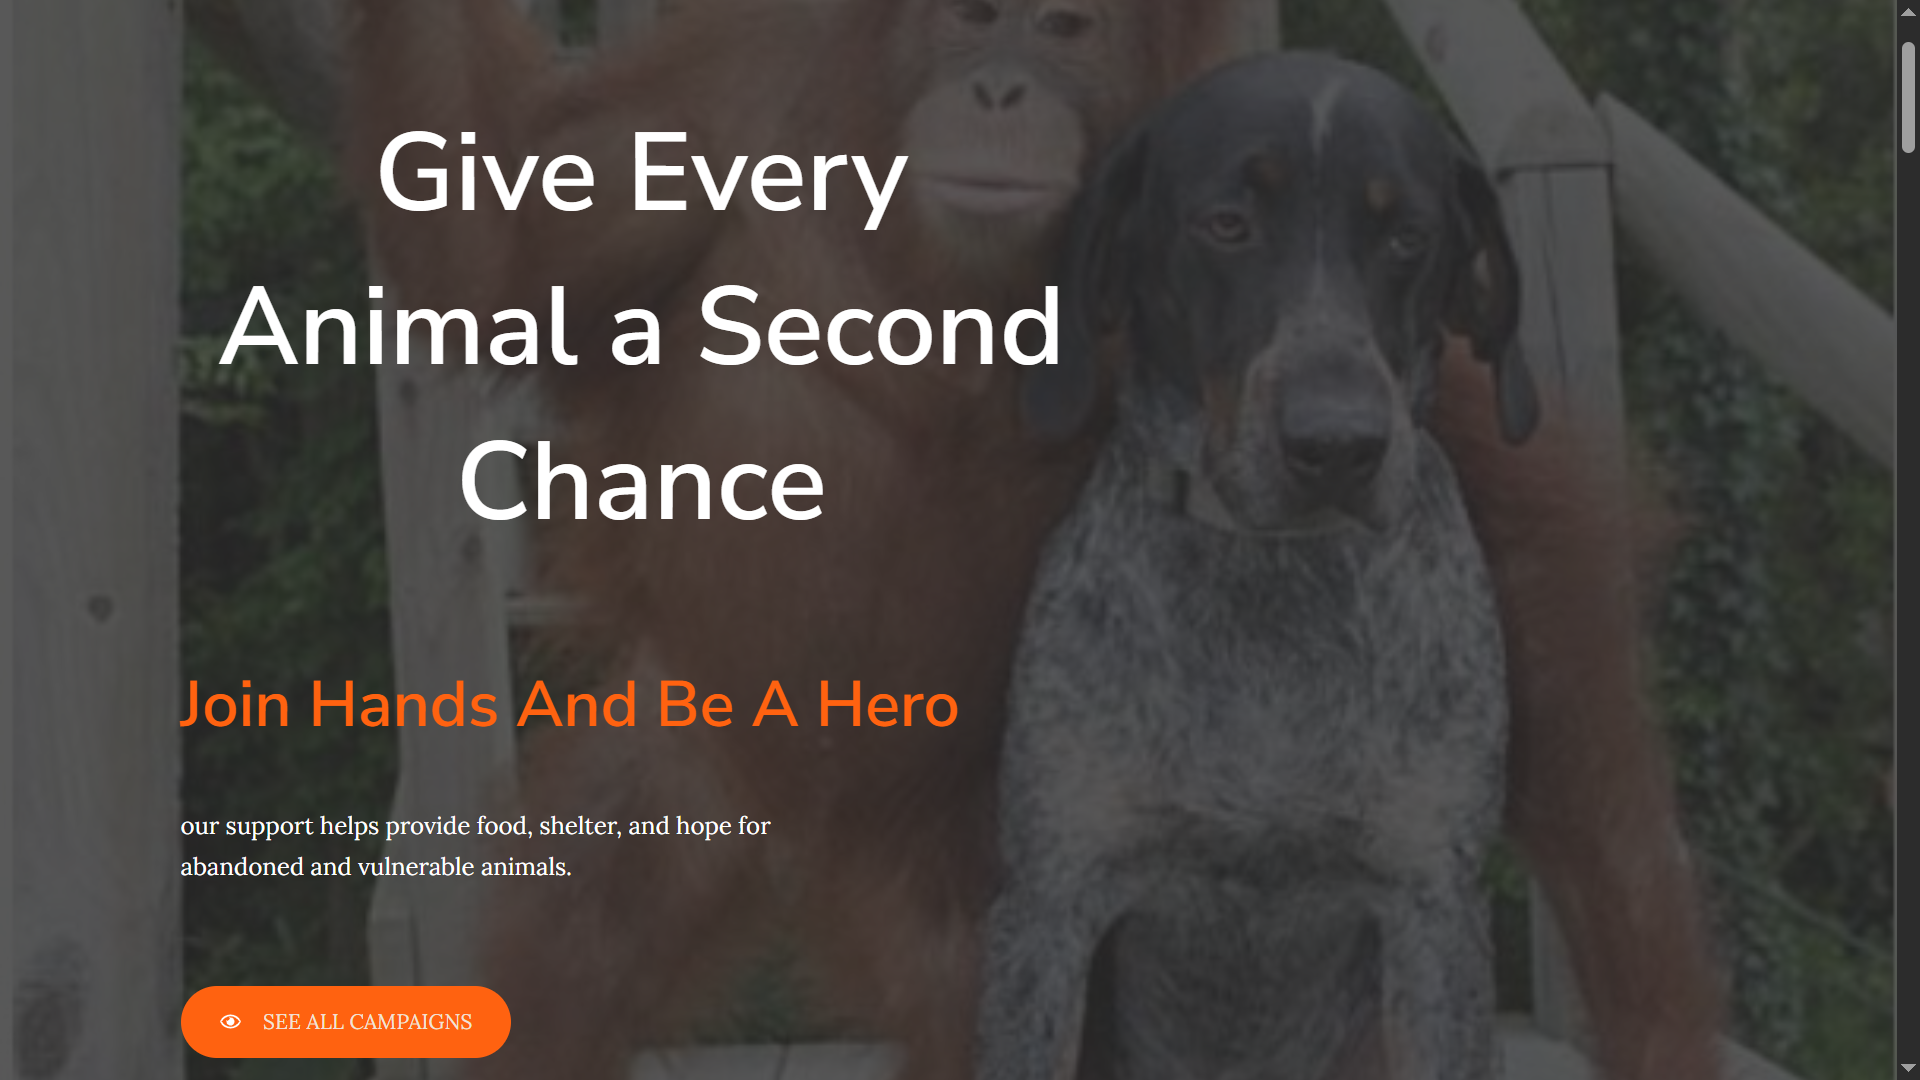 Give Every
Animal a Second
Chance
Join Hands And Be A Hero
our support helps provide food, shelter, and hope for
abandoned and vulnerable animals.
SEE ALL CAMPAIGNS